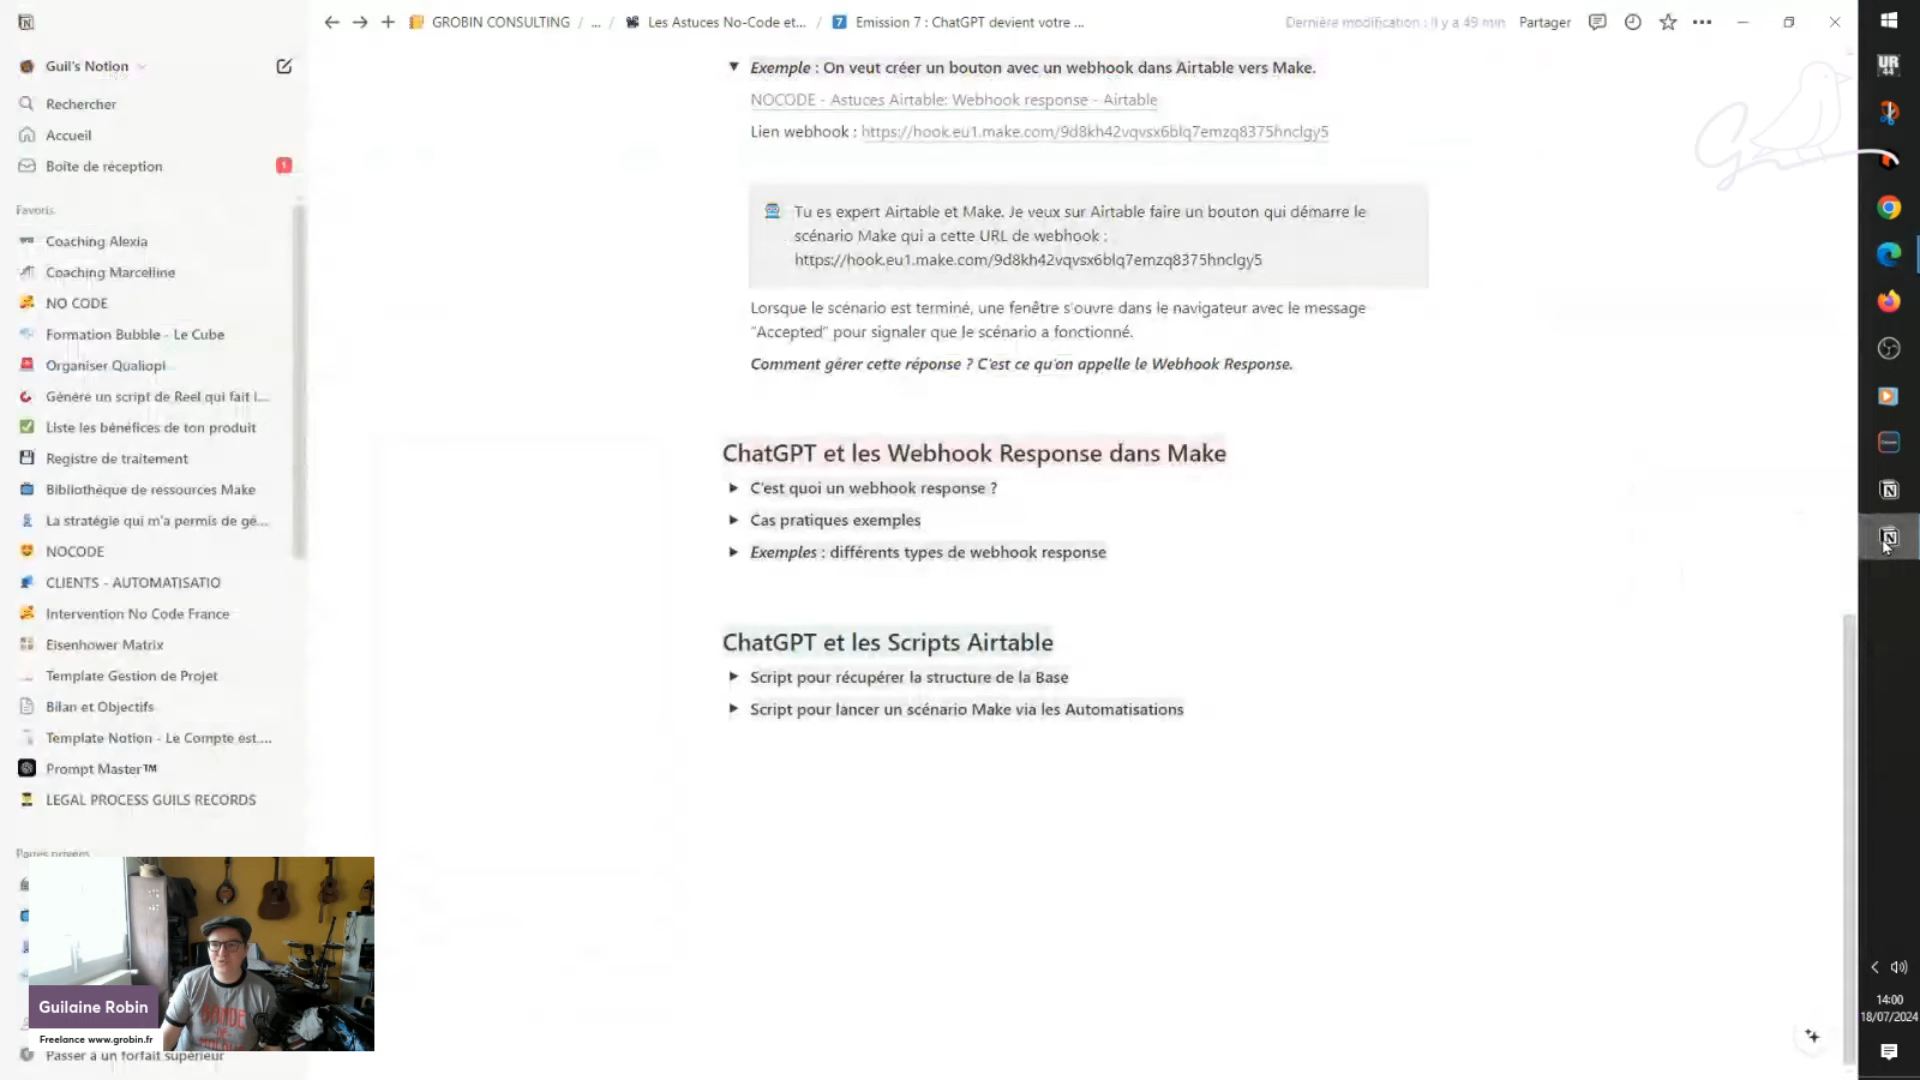 GROBIN CONSULTING / ... / Les Astuces No-Code et... / 7 Emission 7 : ChatGPT devient votre ...
Dernière modification : il y a 49 min Partager
Guil's Notion
Rechercher
Accueil
Boîte de réception 1
Favoris
Coaching Alexia
Coaching Marcelline
NO CODE
Formation Bubble - Le Cube
Organiser Qualiopi
Génère un script de Reel qui fait l...
Liste les bénéfices de ton produit
Registre de traitement
Bibliothèque de ressources Make
La stratégie qui m'a permis de gé...
NOCODE
CLIENTS - AUTOMATISATIO
Intervention No Code France
Eisenhower Matrix
Template Gestion de Projet
Bilan et Objectifs
Template Notion - Le Compte est ...
Prompt Master™
LEGAL PROCESS GUILS RECORDS
Pages privées
Passer à un forfait supérieur
Exemple : On veut créer un bouton avec un webhook dans Airtable vers Make.
NOCODE - Astuces Airtable: Webhook response - Airtable
Lien webhook : https://hook.eu1.make.com/9d8kh42vqvsx6blq7emzq8375hnclgy5
Tu es expert Airtable et Make. Je veux sur Airtable faire un bouton qui démarre le
scénario Make qui a cette URL de webhook :
https://hook.eu1.make.com/9d8kh42vqvsx6blq7emzq8375hnclgy5
Lorsque le scénario est terminé, une fenêtre s'ouvre dans le navigateur avec le message
"Accepted" pour signaler que le scénario a fonctionné.
Comment gérer cette réponse ? C'est ce qu'on appelle le Webhook Response.
ChatGPT et les Webhook Response dans Make
C'est quoi un webhook response ?
Cas pratiques exemples
Exemples : différents types de webhook response
ChatGPT et les Scripts Airtable
Script pour récupérer la structure de la Base
Script pour lancer un scénario Make via les Automatisations
Guilaine Robin
Freelance www.grobin.fr
UR
44
14:00
18/07/2024